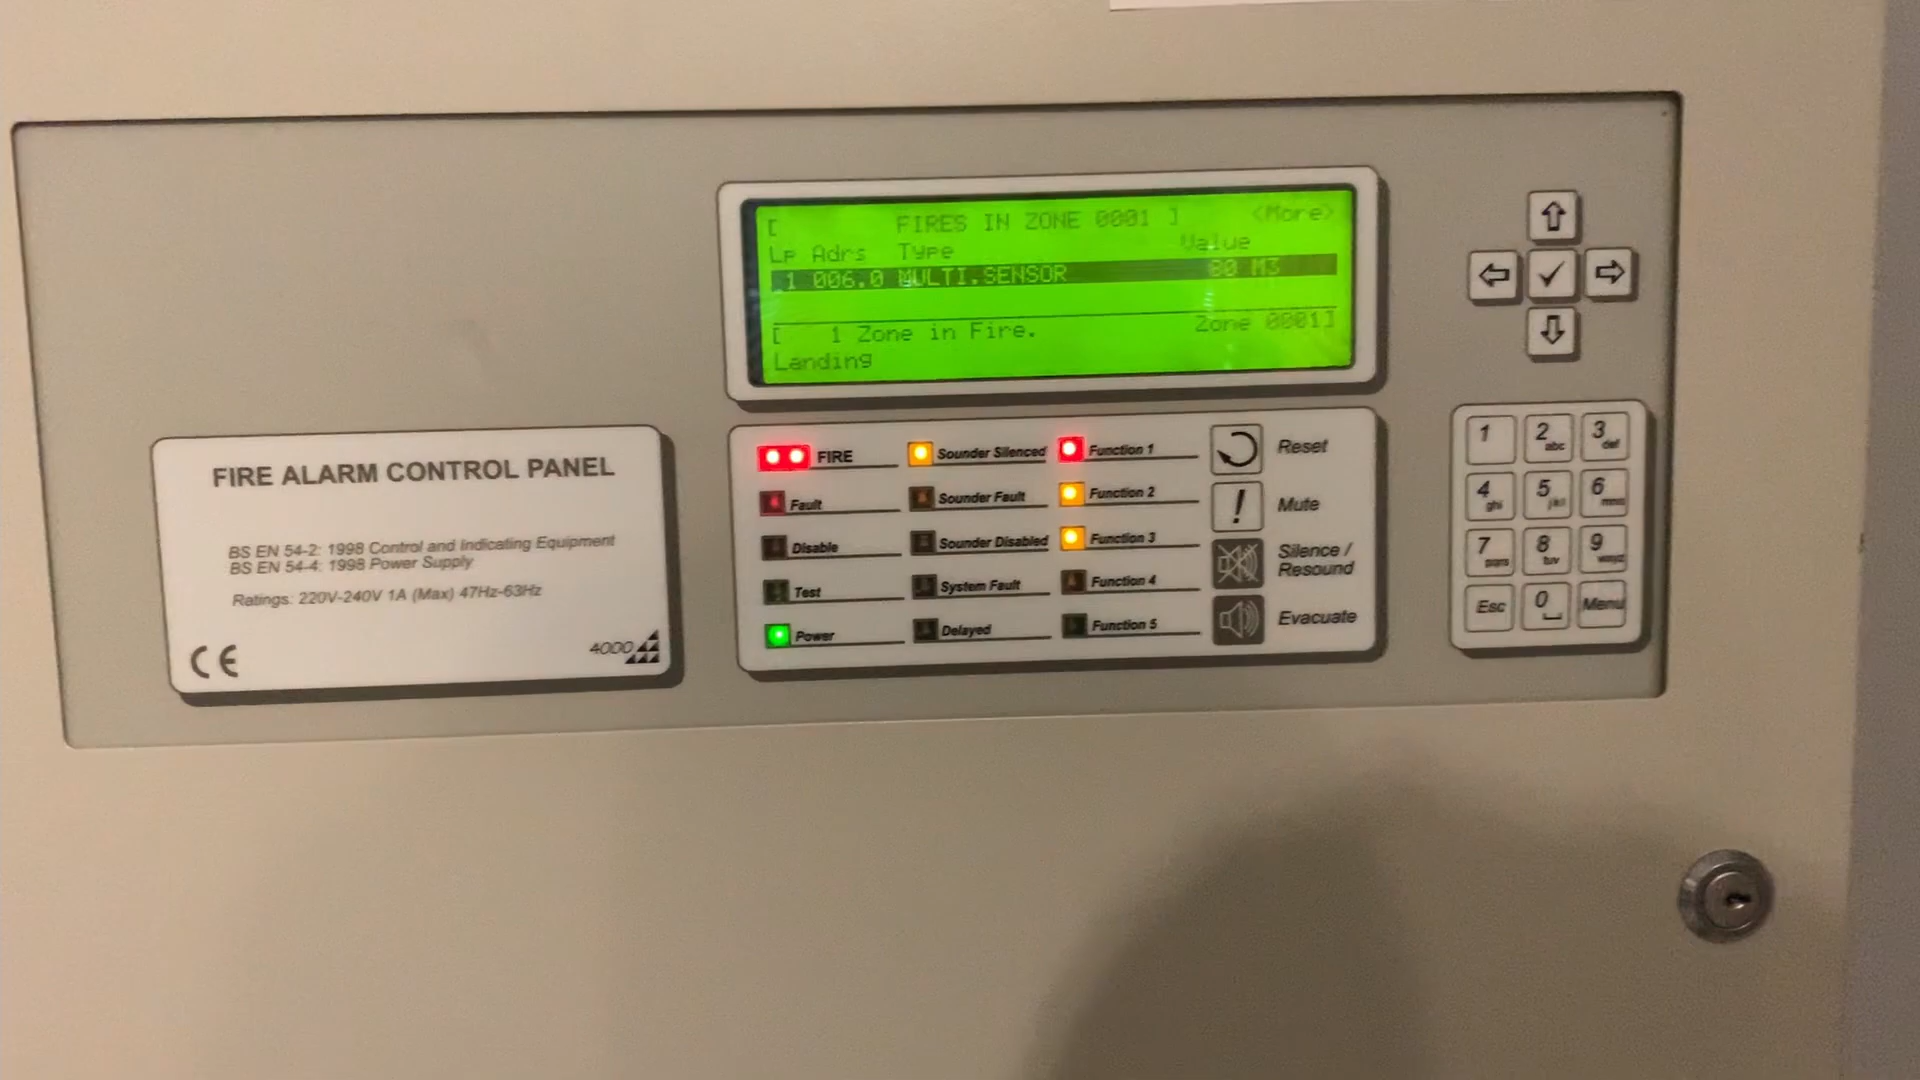 [ FIRES IN ZONE 0001 ] <More>
Lp Adrs Type Value
1 006.0 MULTI.SENSOR 80 M3
[ 1 Zone in Fire. Zone 0001]
Landing
FIRE ALARM CONTROL PANEL
BS EN 54-2: 1998 Control and Indicating Equipment
BS EN 54-4: 1998 Power Supply
Ratings: 220V-240V 1A (Max) 47Hz-63Hz
CE
4000
FIRE
Fault
Disable
Test
Power
Sounder Silenced
Sounder Fault
Sounder Disabled
System Fault
Delayed
Function 1
Function 2
Function 3
Function 4
Function 5
Reset
! Mute
Silence /
Resound
Evacuate
1 2 abc 3 def
4 ghi 5 jkl 6 mno
7 pqrs 8 tuv 9 wxyz
Esc 0 Menu